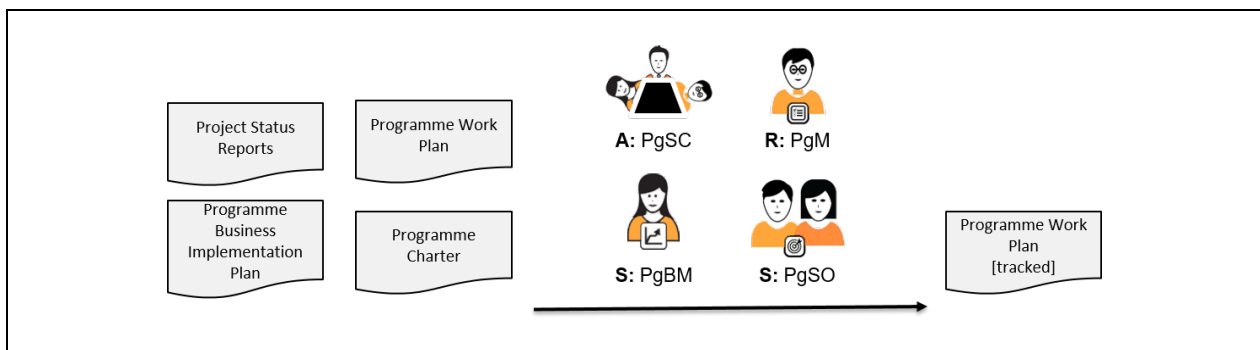 Project Status
Reports
Programme Work
Plan
Programme
Business
Implementation
Plan
Programme
Charter
A: PgSC
R: PgM
S: PgBM
S: PgSO
Programme Work
Plan
[tracked]